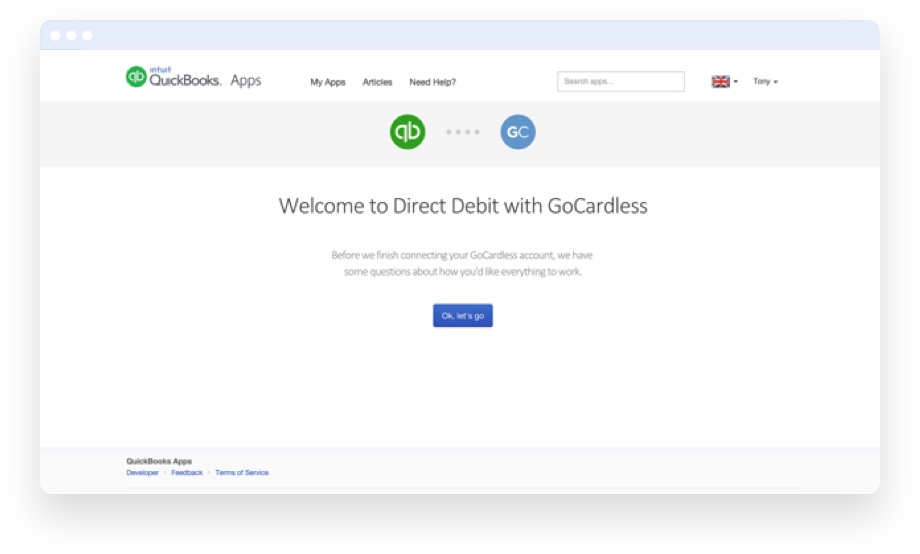 intuit
QuickBooks. Apps
My Apps Articles Need Help?
Search apps...
Tony
qb
GC
Welcome to Direct Debit with GoCardless
Before we finish connecting your GoCardless account, we have
some questions about how you'd like everything to work.
Ok, let's go
QuickBooks Apps
Developer Feedback Terms of Service